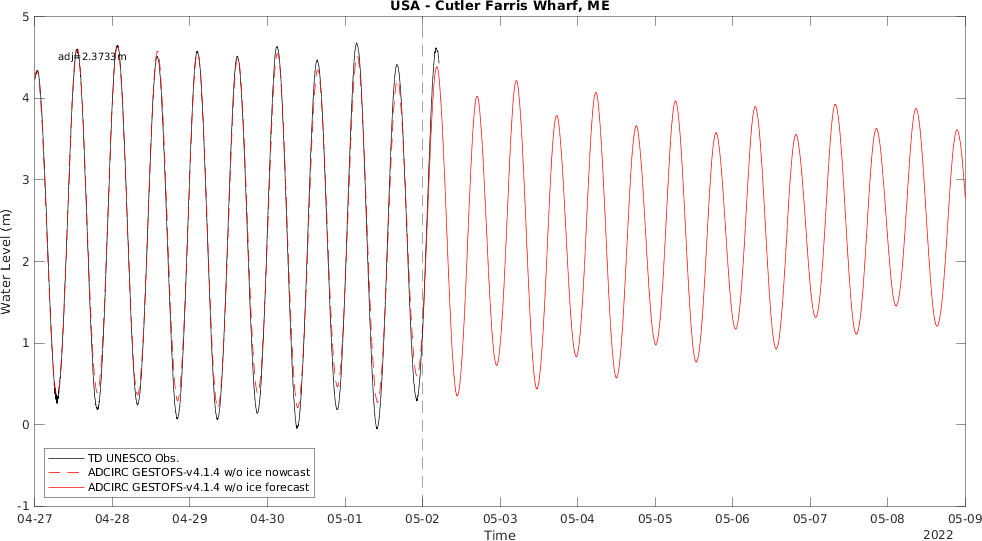 USA - Cutler Farris Wharf, ME
5
adj=2.3733m
4
3
2
1
0
-1
Water Level (m)
TD UNESCO Obs.
ADCIRC GESTOFS-v4.1.4 w/o ice nowcast
ADCIRC GESTOFS-v4.1.4 w/o ice forecast
04-27 04-28 04-29 04-30 05-01 05-02 05-03 05-04 05-05 05-06 05-07 05-08 05-09
Time
2022